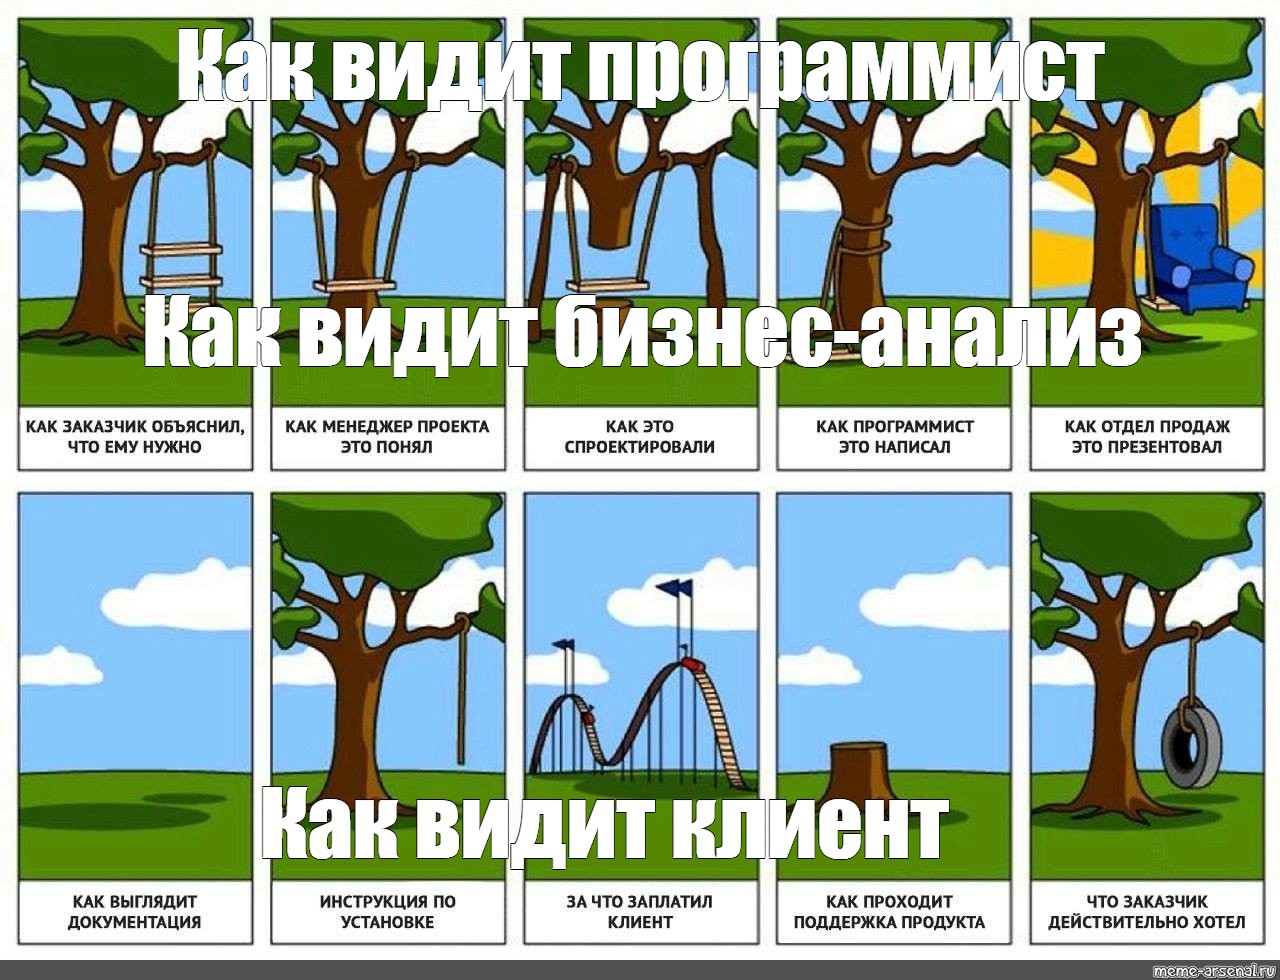 Как видит программист
Как видит бизнес-анализ
КАК ЗАКАЗЧИК ОБЪЯСНИЛ,
ЧТО ЕМУ НУЖНО
КАК МЕНЕДЖЕР ПРОЕКТА
ЭТО ПОНЯЛ
КАК ЭТО
СПРОЕКТИРОВАЛИ
КАК ПРОГРАММИСТ
ЭТО НАПИСАЛ
КАК ОТДЕЛ ПРОДАЖ
ЭТО ПРЕЗЕНТОВАЛ
Как видит клиент
КАК ВЫГЛЯДИТ
ДОКУМЕНТАЦИЯ
ИНСТРУКЦИЯ ПО
УСТАНОВКЕ
ЗА ЧТО ЗАПЛАТИЛ
КЛИЕНТ
КАК ПРОХОДИТ
ПОДДЕРЖКА ПРОДУКТА
ЧТО ЗАКАЗЧИК
ДЕЙСТВИТЕЛЬНО ХОТЕЛ
meme-arsenal.ru